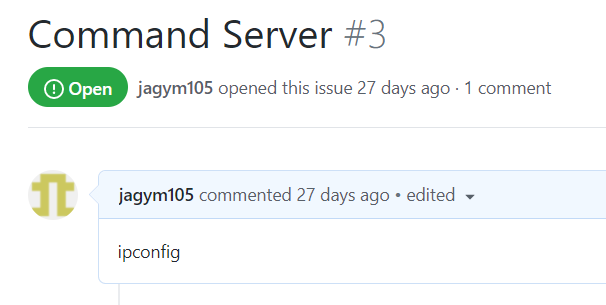 Command Server #3
Open jagym105 opened this issue 27 days ago · 1 comment
jagym105 commented 27 days ago • edited
ipconfig